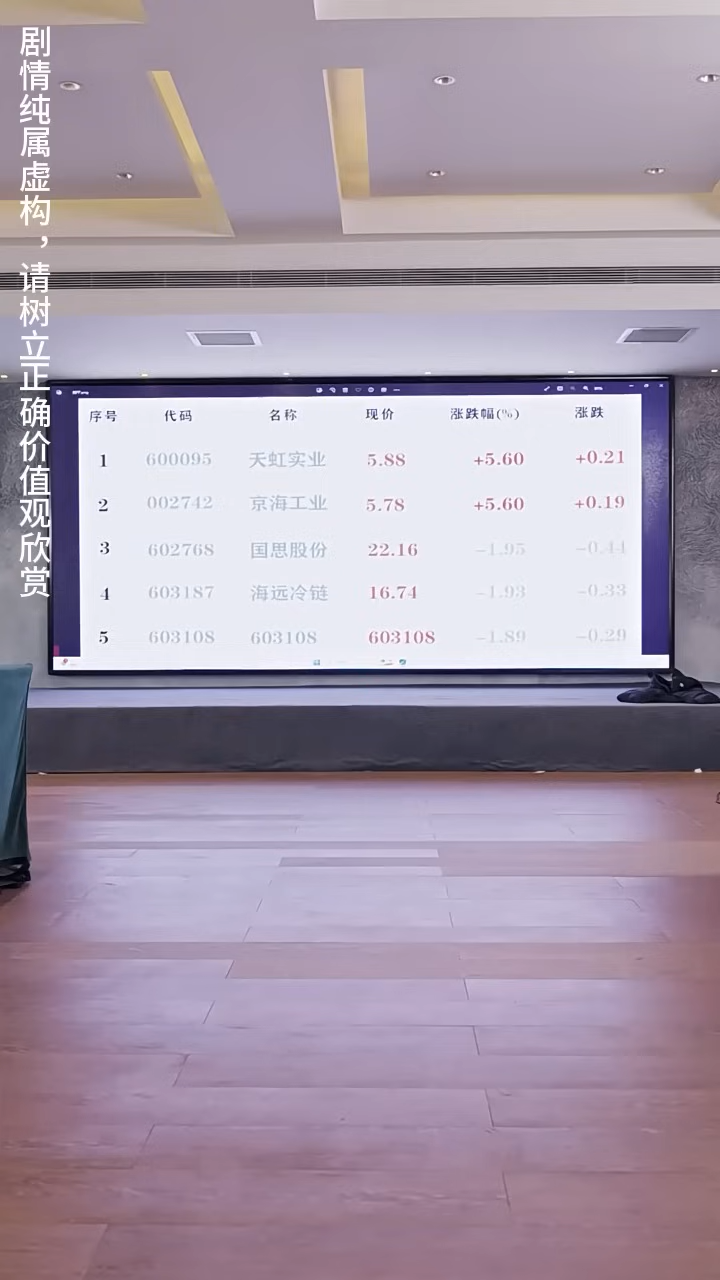 剧情纯属虚构，请树立正确价值观欣赏
序号 代码 名称 现价 涨跌幅(%) 涨跌
1 600095 天虹实业 5.88 +5.60 +0.21
2 002742 京海工业 5.78 +5.60 +0.19
3 602768 国思股份 22.16 -1.95 -0.44
4 603187 海远冷链 16.74 -1.93 -0.33
5 603108 603108 603108 -1.89 -0.29